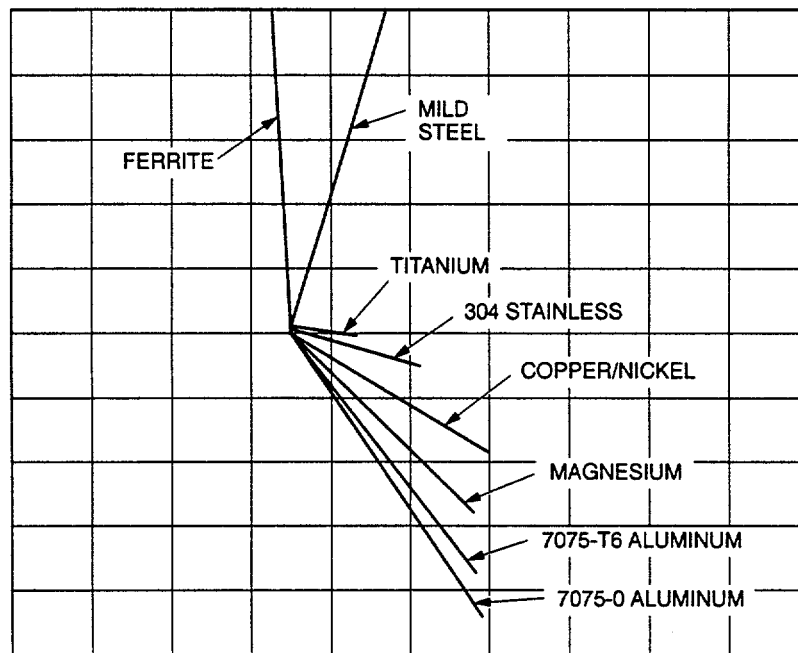 MILD
STEEL
FERRITE
TITANIUM
304 STAINLESS
COPPER/NICKEL
MAGNESIUM
7075-T6 ALUMINUM
7075-0 ALUMINUM